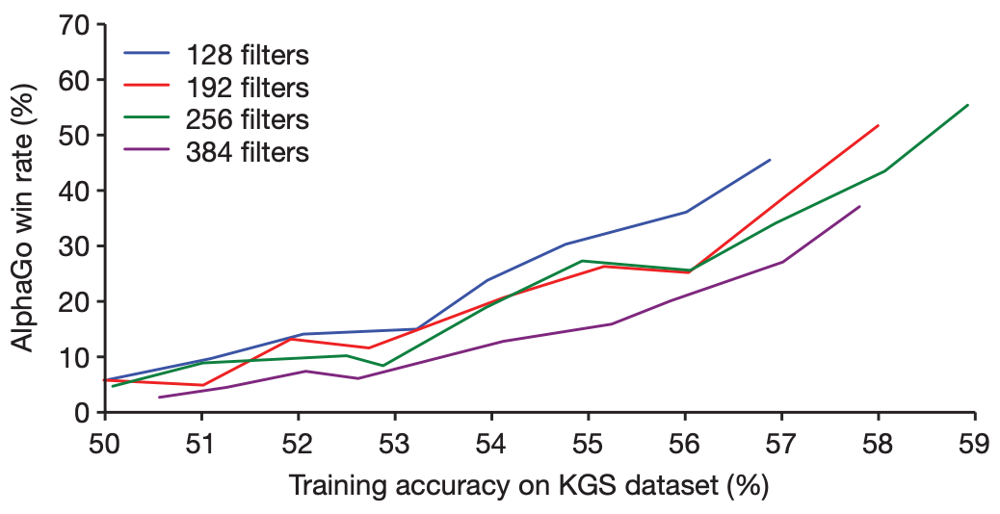 70
60
50
40
30
20
10
0
AlphaGo win rate (%)
128 filters
192 filters
256 filters
384 filters
50 51 52 53 54 55 56 57 58 59
Training accuracy on KGS dataset (%)